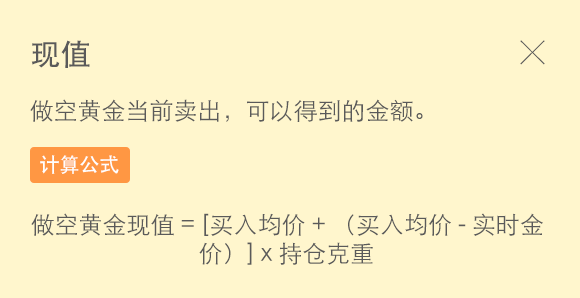 现值
做空黄金当前卖出，可以得到的金额。
计算公式
做空黄金现值 = [买入均价 + （买入均价 - 实时金
价）] x 持仓克重